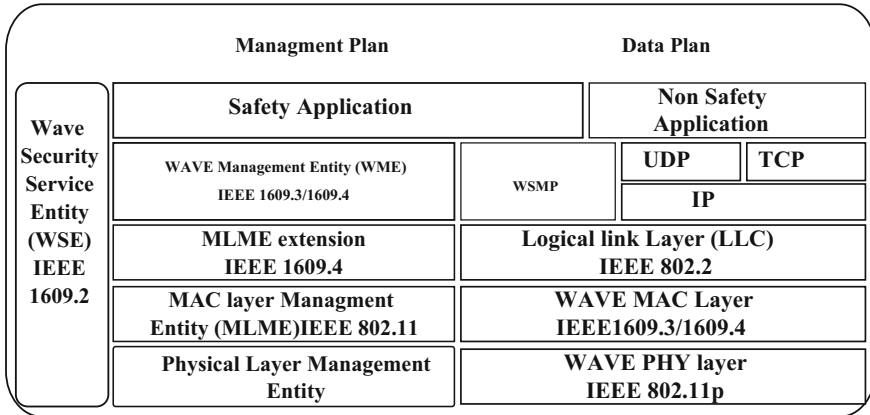 Managment Plan
Data Plan
Wave
Security
Service
Entity
(WSE)
IEEE
1609.2
Safety Application
Non Safety
Application
WAVE Management Entity (WME)
IEEE 1609.3/1609.4
WSMP
UDP
TCP
IP
MLME extension
IEEE 1609.4
Logical link Layer (LLC)
IEEE 802.2
MAC layer Managment
Entity (MLME)IEEE 802.11
WAVE MAC Layer
IEEE1609.3/1609.4
Physical Layer Management
Entity
WAVE PHY layer
IEEE 802.11p